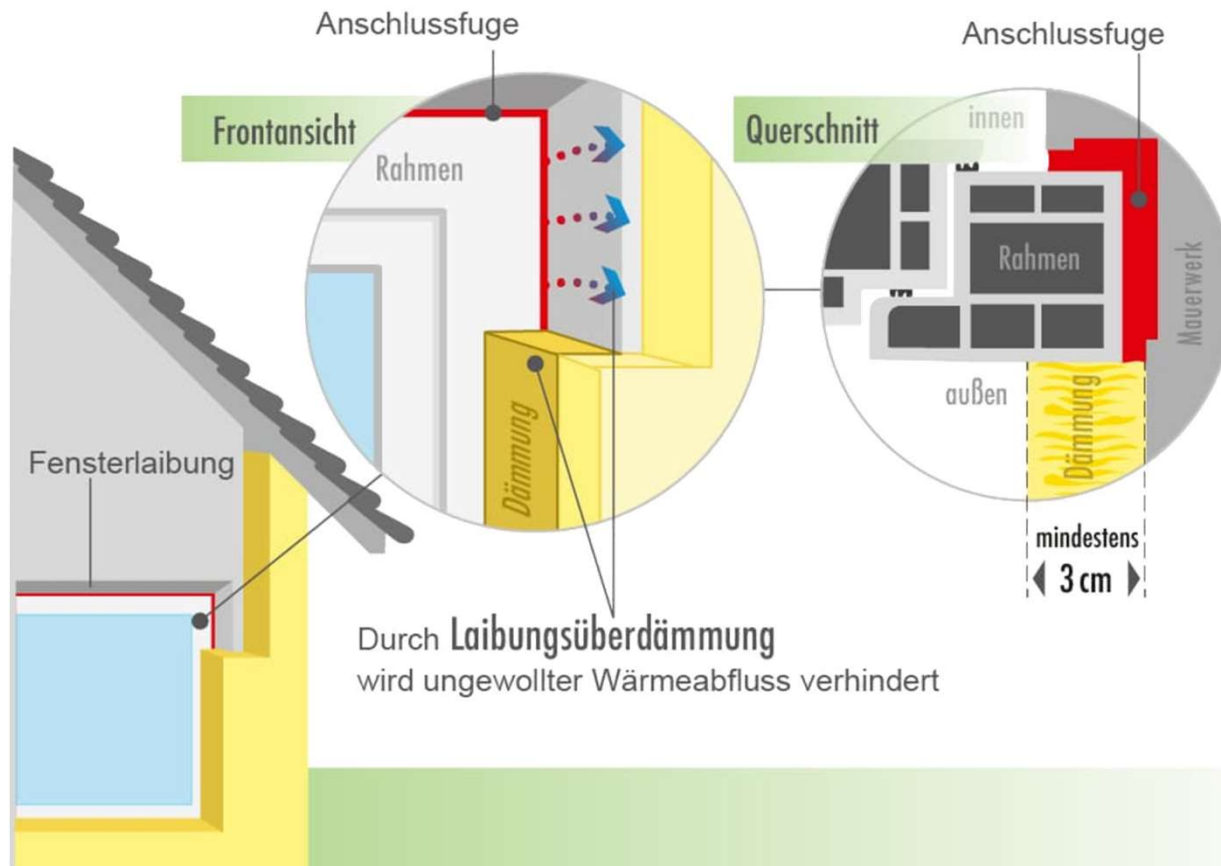 Anschlussfuge
Anschlussfuge
Frontansicht
Querschnitt
innen
Rahmen
Rahmen
Mauerwerk
außen
Dämmung
Dämmung
Fensterlaibung
mindestens
3 cm
Durch Laibungsüberdämmung
wird ungewollter Wärmeabfluss verhindert